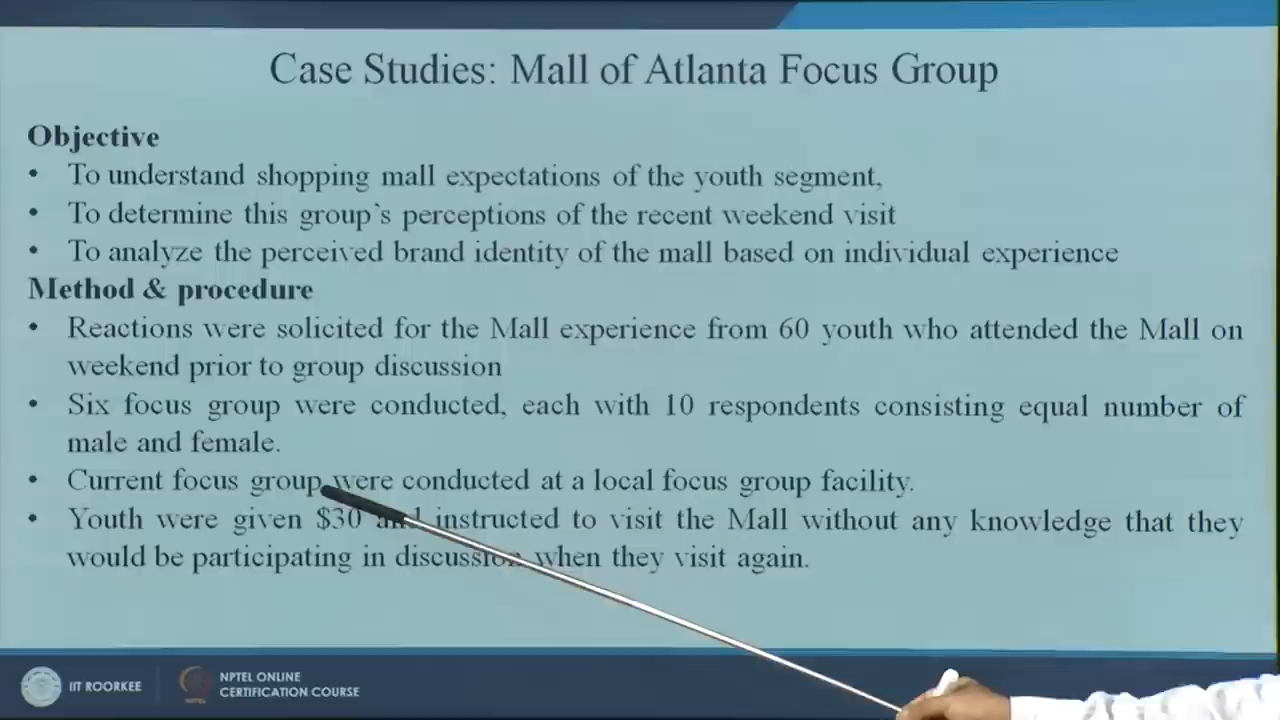 Case Studies: Mall of Atlanta Focus Group
Objective
• To understand shopping mall expectations of the youth segment,
• To determine this group`s perceptions of the recent weekend visit
• To analyze the perceived brand identity of the mall based on individual experience
Method & procedure
• Reactions were solicited for the Mall experience from 60 youth who attended the Mall on
weekend prior to group discussion
• Six focus group were conducted, each with 10 respondents consisting equal number of
male and female.
• Current focus group were conducted at a local focus group facility.
• Youth were given $30 and instructed to visit the Mall without any knowledge that they
would be participating in discussion when they visit again.
IIT ROORKEE
NPTEL ONLINE
CERTIFICATION COURSE